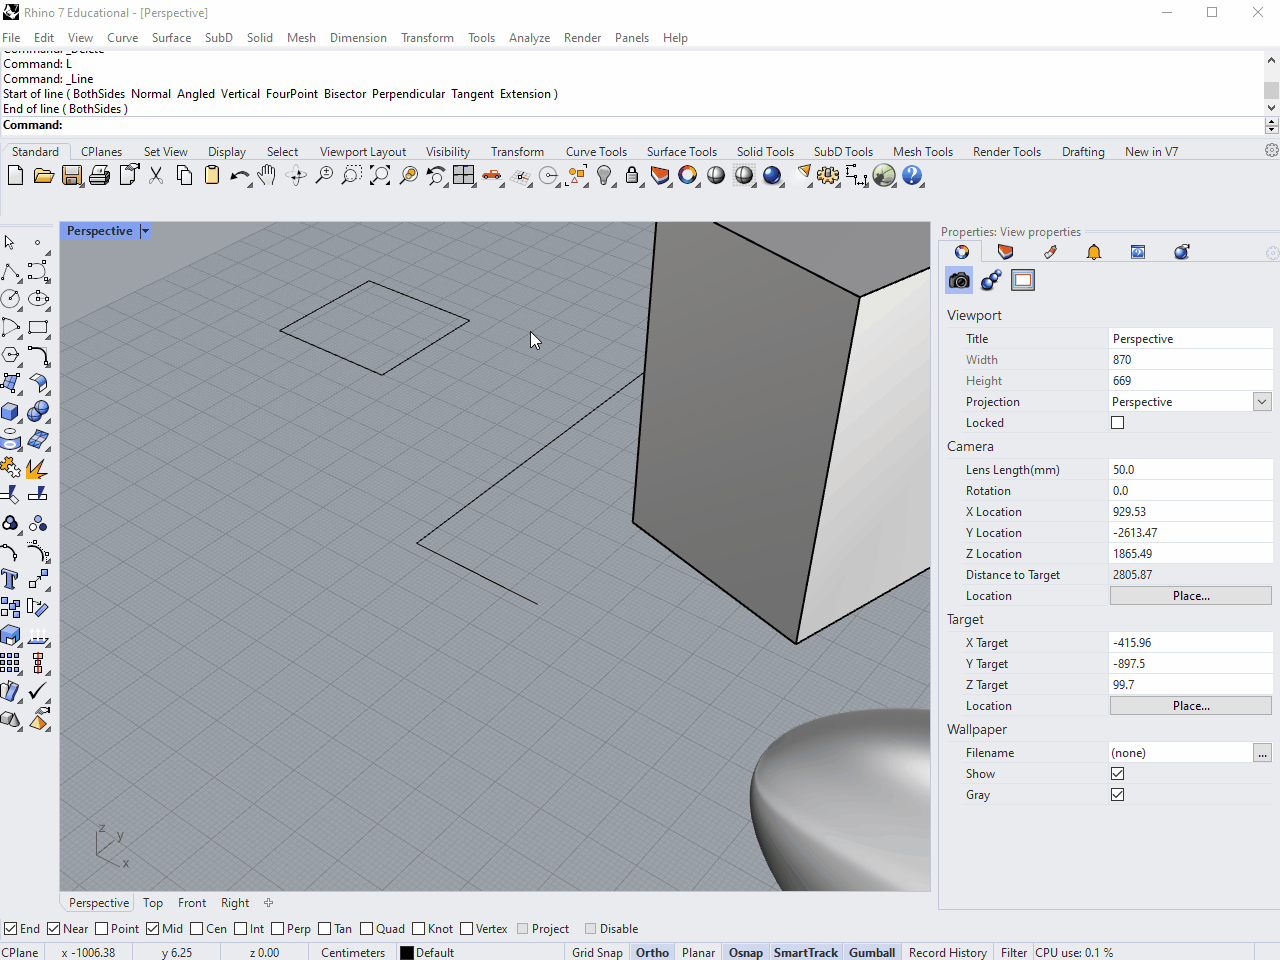 Rhino 7 Educational - [Perspective]
File Edit View Curve Surface SubD Solid Mesh Dimension Transform Tools Analyze Render Panels Help
Command: _Delete
Command: L
Command: _Line
Start of line ( BothSides Normal Angled Vertical FourPoint Bisector Perpendicular Tangent Extension )
End of line ( BothSides )
Command:
Standard CPlanes Set View Display Select Viewport Layout Visibility Transform Curve Tools Surface Tools Solid Tools SubD Tools Mesh Tools Render Tools Drafting New in V7
Perspective
z
y
x
Properties: View properties
Viewport
Title Perspective
Width 870
Height 669
Projection Perspective
Locked
Camera
Lens Length(mm) 50.0
Rotation 0.0
X Location 929.53
Y Location -2613.47
Z Location 1865.49
Distance to Target 2805.87
Location Place...
Target
X Target -415.96
Y Target -897.5
Z Target 99.7
Location Place...
Wallpaper
Filename (none) ...
Show
Gray
Perspective Top Front Right
End Near Point Mid Cen Int Perp Tan Quad Knot Vertex Project Disable
CPlane x -1006.38 y 6.25 z 0.00 Centimeters Default Grid Snap Ortho Planar Osnap SmartTrack Gumball Record History Filter CPU use: 0.1 %